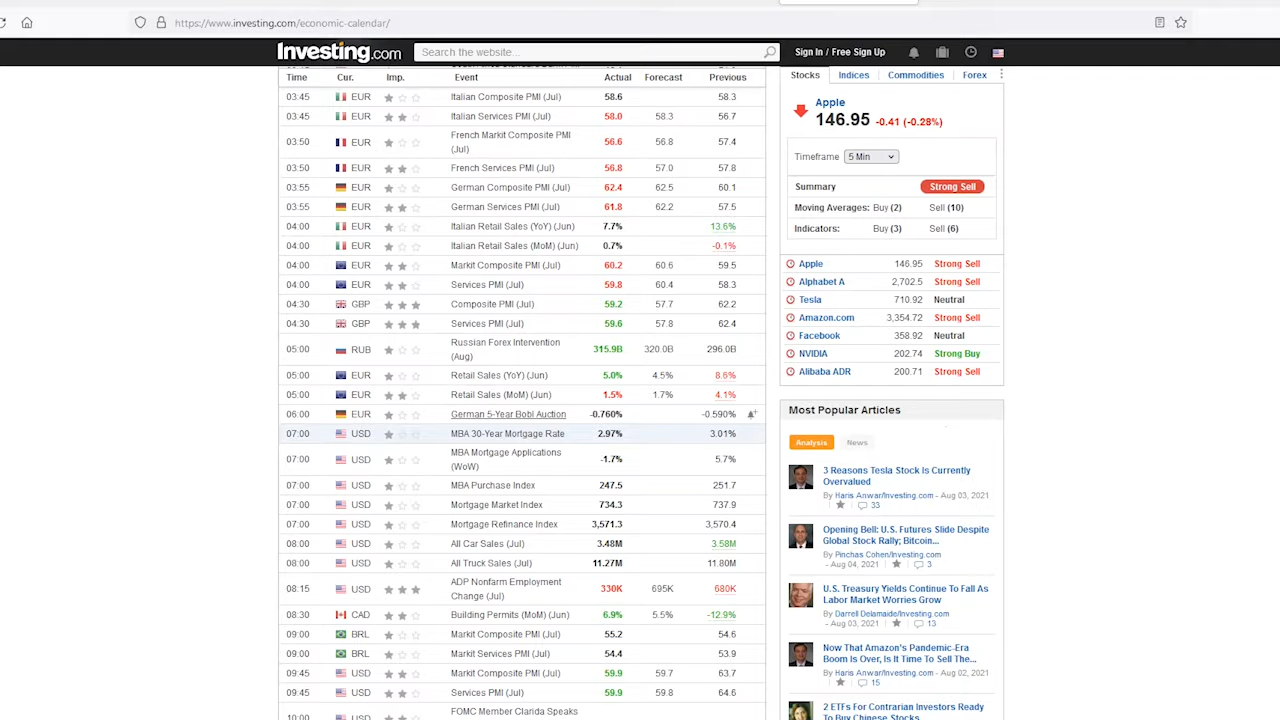 https://www.investing.com/economic-calendar/
Investing.com
Search the website...
Sign In / Free Sign Up
Time Cur. Imp. Event Actual Forecast Previous
03:45 EUR Italian Composite PMI (Jul) 58.6 58.3
03:45 EUR Italian Services PMI (Jul) 58.0 58.3 56.7
03:50 EUR French Markit Composite PMI (Jul) 56.6 56.8 57.4
03:50 EUR French Services PMI (Jul) 56.8 57.0 57.8
03:55 EUR German Composite PMI (Jul) 62.4 62.5 60.1
03:55 EUR German Services PMI (Jul) 61.8 62.2 57.5
04:00 EUR Italian Retail Sales (YoY) (Jun) 7.7% 13.6%
04:00 EUR Italian Retail Sales (MoM) (Jun) 0.7% -0.1%
04:00 EUR Markit Composite PMI (Jul) 60.2 60.6 59.5
04:00 EUR Services PMI (Jul) 59.8 60.4 58.3
04:30 GBP Composite PMI (Jul) 59.2 57.7 62.2
04:30 GBP Services PMI (Jul) 59.6 57.8 62.4
05:00 RUB Russian Forex Intervention (Aug) 315.9B 320.0B 296.0B
05:00 EUR Retail Sales (YoY) (Jun) 5.0% 4.5% 8.6%
05:00 EUR Retail Sales (MoM) (Jun) 1.5% 1.7% 4.1%
06:00 EUR German 5-Year Bobl Auction -0.760% -0.590%
07:00 USD MBA 30-Year Mortgage Rate 2.97% 3.01%
07:00 USD MBA Mortgage Applications (WoW) -1.7% 5.7%
07:00 USD MBA Purchase Index 247.5 251.7
07:00 USD Mortgage Market Index 734.3 737.9
07:00 USD Mortgage Refinance Index 3,571.3 3,570.4
08:00 USD All Car Sales (Jul) 3.48M 3.58M
08:00 USD All Truck Sales (Jul) 11.27M 11.80M
08:15 USD ADP Nonfarm Employment Change (Jul) 330K 695K 680K
08:30 CAD Building Permits (MoM) (Jun) 6.9% 5.5% -12.9%
09:00 BRL Markit Composite PMI (Jul) 55.2 54.6
09:00 BRL Markit Services PMI (Jul) 54.4 53.9
09:45 USD Markit Composite PMI (Jul) 59.9 59.7 63.7
09:45 USD Services PMI (Jul) 59.9 59.8 64.6
10:00 USD FOMC Member Clarida Speaks
Stocks Indices Commodities Forex
Apple
146.95 -0.41 (-0.28%)
Timeframe 5 Min
Summary Strong Sell
Moving Averages: Buy (2) Sell (10)
Indicators: Buy (3) Sell (6)
Apple 146.95 Strong Sell
Alphabet A 2,702.5 Strong Sell
Tesla 710.92 Neutral
Amazon.com 3,354.72 Strong Sell
Facebook 358.92 Neutral
NVIDIA 202.74 Strong Buy
Alibaba ADR 200.71 Strong Sell
Most Popular Articles
Analysis News
3 Reasons Tesla Stock Is Currently
Overvalued
By Haris Anwar/Investing.com - Aug 03, 2021
33
Opening Bell: U.S. Futures Slide Despite
Global Stock Rally; Bitcoin...
By Pinchas Cohen/Investing.com
- Aug 04, 2021 3
U.S. Treasury Yields Continue To Fall As
Labor Market Worries Grow
By Darrell Delamaide/Investing.com
- Aug 03, 2021 13
Now That Amazon's Pandemic-Era
Boom Is Over, Is It Time To Sell The...
By Haris Anwar/Investing.com - Aug 02, 2021
15
2 ETFs For Contrarian Investors Ready
To Buy Chinese Stocks